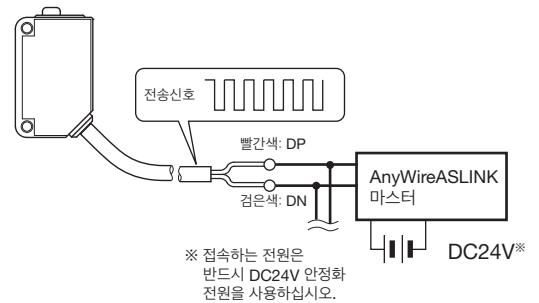 전송신호
빨간색: DP
AnyWireASLINK
마스터
검은색: DN
DC24V※
※ 접속하는 전원은
반드시 DC24V 안정화
전원을 사용하십시오.